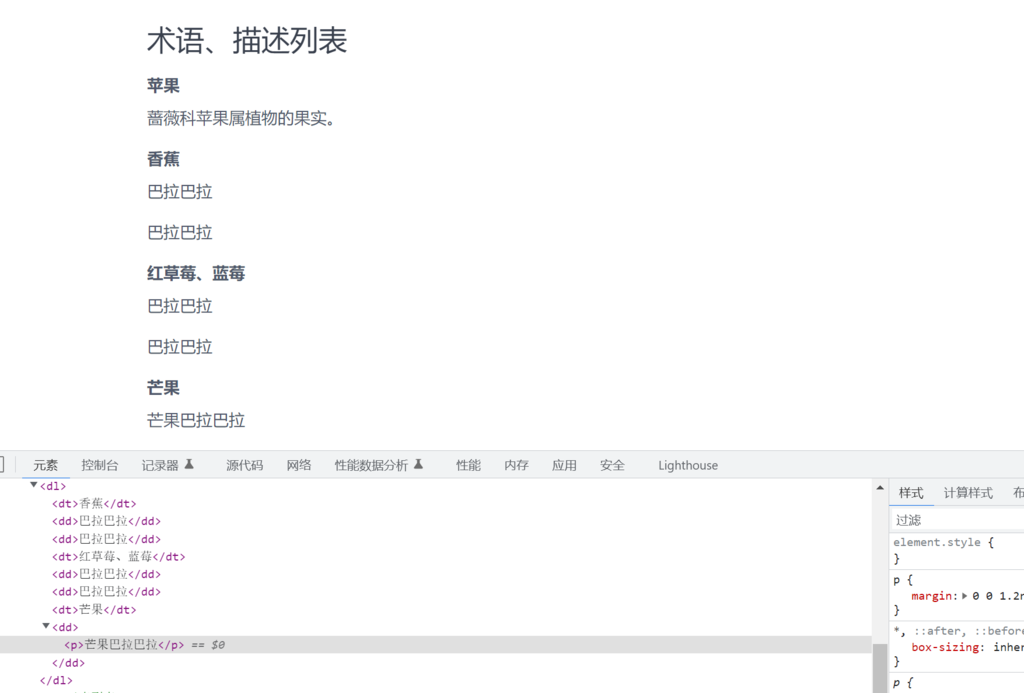 术语、描述列表
苹果
蔷薇科苹果属植物的果实。
香蕉
巴拉巴拉
巴拉巴拉
红草莓、蓝莓
巴拉巴拉
巴拉巴拉
芒果
芒果巴拉巴拉
元素 控制台 记录器 源代码 网络 性能数据分析 性能 内存 应用 安全 Lighthouse
<dl>
<dt>香蕉</dt>
<dd>巴拉巴拉</dd>
<dd>巴拉巴拉</dd>
<dt>红草莓、蓝莓</dt>
<dd>巴拉巴拉</dd>
<dd>巴拉巴拉</dd>
<dt>芒果</dt>
<dd>
<p>芒果巴拉巴拉</p> == $0
</dd>
</dl>
样式 计算样式 布
过滤
element.style {
}
p {
margin: 0 0 1.2
}
*, ::after, ::before
box-sizing: inher
}
p {